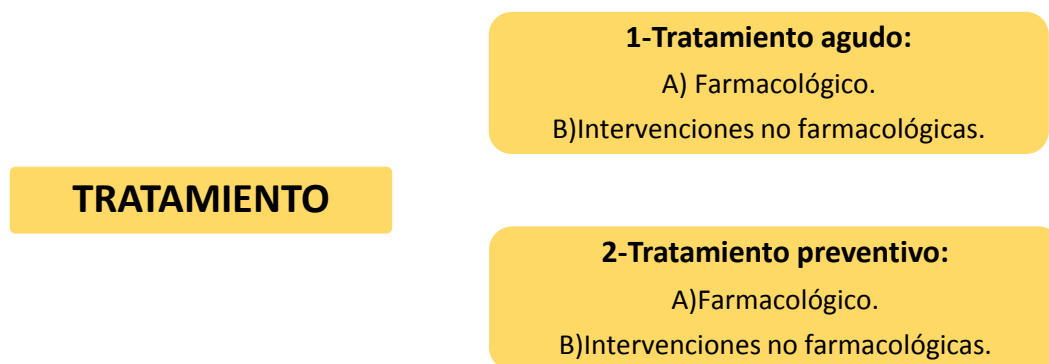 TRATAMIENTO
1-Tratamiento agudo:
A) Farmacológico.
B)Intervenciones no farmacológicas.
2-Tratamiento preventivo:
A)Farmacológico.
B)Intervenciones no farmacológicas.